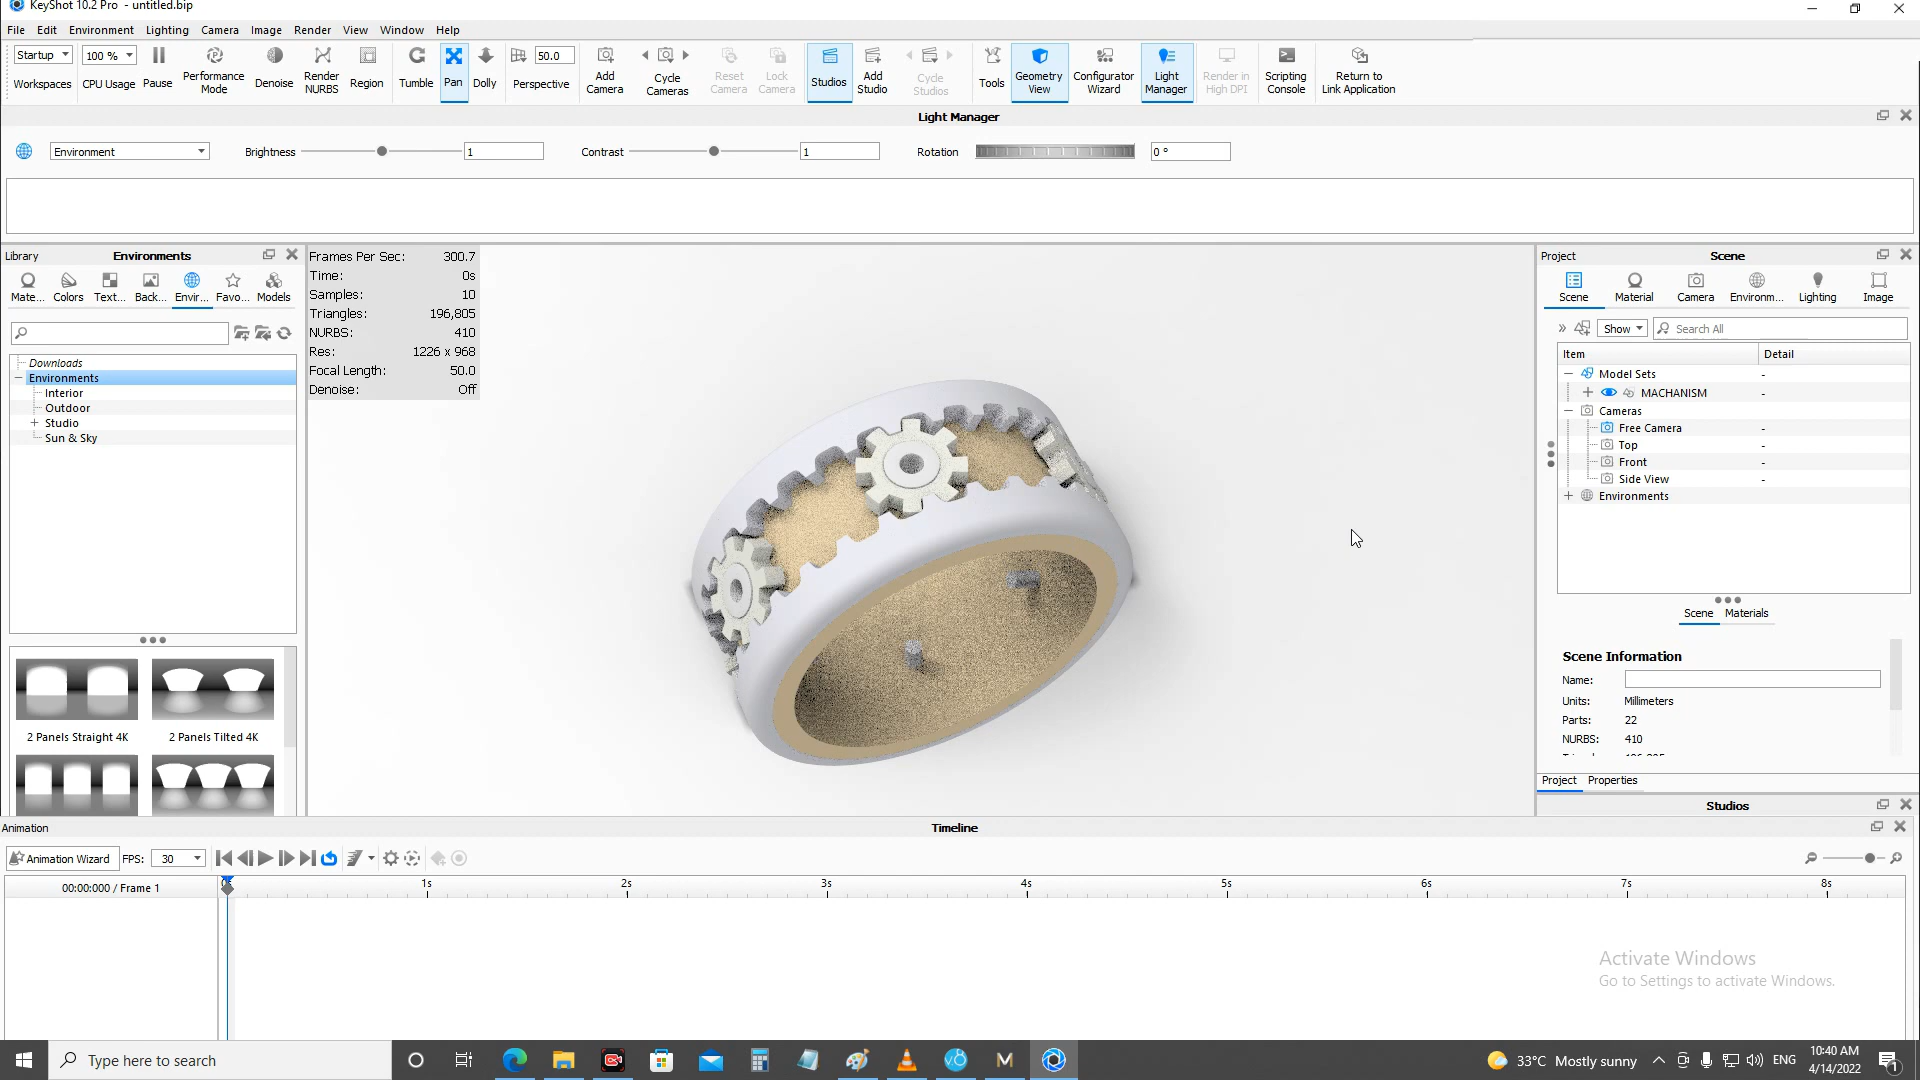 KeyShot 10.2 Pro - untitled.bip
File Edit Environment Lighting Camera Image Render View Window Help
Startup 100 % 50.0
Workspaces CPU Usage Pause Performance Mode Denoise Render NURBS Region Tumble Pan Dolly Perspective Add Camera Cycle Cameras Reset Camera Lock Camera Studios Add Studio Cycle Studios Tools Geometry View Configurator Wizard Light Manager Render in High DPI Scripting Console Return to Link Application
Light Manager
Environment Brightness 1 Contrast 1 Rotation 0 °
Library Environments
Mate... Colors Text... Back... Envir... Favo... Models
Downloads
Environments
Interior
Outdoor
Studio
Sun & Sky
2 Panels Straight 4K 2 Panels Tilted 4K
Frames Per Sec: 300.7
Time: 0s
Samples: 10
Triangles: 196,805
NURBS: 410
Res: 1226 x 968
Focal Length: 50.0
Denoise: Off
Project Scene
Scene Material Camera Environm... Lighting Image
» Show Search All
Item Detail
Model Sets -
MACHANISM -
Cameras
Free Camera -
Top -
Front -
Side View -
Environments
Scene Materials
Scene Information
Name:
Units: Millimeters
Parts: 22
NURBS: 410
Project Properties
Studios
Animation Timeline
Animation Wizard FPS: 30
00:00:000 / Frame 1
1s 2s 3s 4s 5s 6s 7s 8s
Activate Windows
Go to Settings to activate Windows.
Type here to search
33°C Mostly sunny ENG
10:40 AM
4/14/2022
1